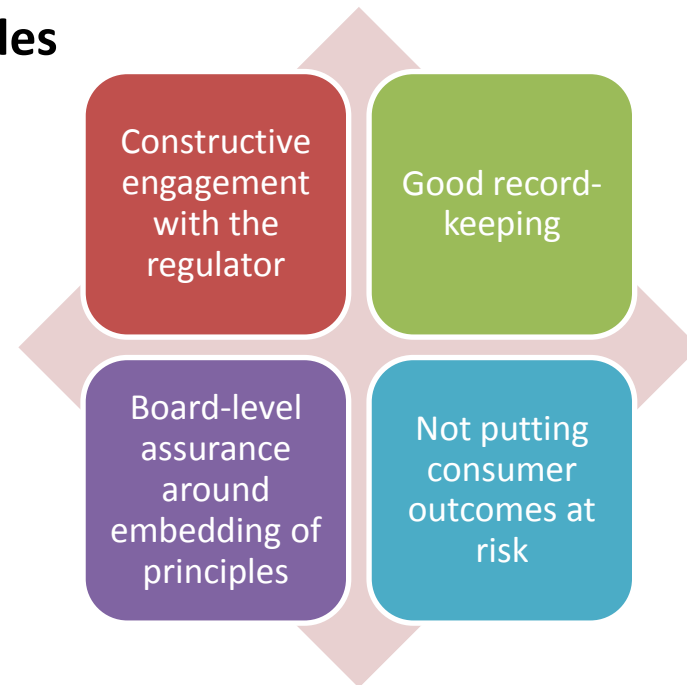 les
Constructive
engagement
with the
regulator
Good record-
keeping
Board-level
assurance
around
embedding of
principles
Not putting
consumer
outcomes at
risk